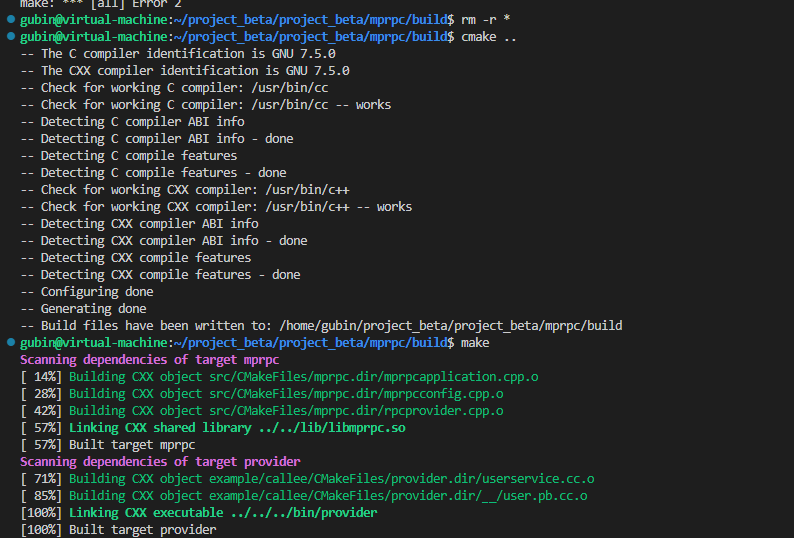 make: *** [all] Error 2
gubin@virtual-machine:~/project_beta/project_beta/mprpc/build$ rm -r *
gubin@virtual-machine:~/project_beta/project_beta/mprpc/build$ cmake ..
-- The C compiler identification is GNU 7.5.0
-- The CXX compiler identification is GNU 7.5.0
-- Check for working C compiler: /usr/bin/cc
-- Check for working C compiler: /usr/bin/cc -- works
-- Detecting C compiler ABI info
-- Detecting C compiler ABI info - done
-- Detecting C compile features
-- Detecting C compile features - done
-- Check for working CXX compiler: /usr/bin/c++
-- Check for working CXX compiler: /usr/bin/c++ -- works
-- Detecting CXX compiler ABI info
-- Detecting CXX compiler ABI info - done
-- Detecting CXX compile features
-- Detecting CXX compile features - done
-- Configuring done
-- Generating done
-- Build files have been written to: /home/gubin/project_beta/project_beta/mprpc/build
gubin@virtual-machine:~/project_beta/project_beta/mprpc/build$ make
Scanning dependencies of target mprpc
[ 14%] Building CXX object src/CMakeFiles/mprpc.dir/mprpcapplication.cpp.o
[ 28%] Building CXX object src/CMakeFiles/mprpc.dir/mprpcconfig.cpp.o
[ 42%] Building CXX object src/CMakeFiles/mprpc.dir/rpcprovider.cpp.o
[ 57%] Linking CXX shared library ../../lib/libmprpc.so
[ 57%] Built target mprpc
Scanning dependencies of target provider
[ 71%] Building CXX object example/callee/CMakeFiles/provider.dir/userservice.cc.o
[ 85%] Building CXX object example/callee/CMakeFiles/provider.dir/__/user.pb.cc.o
[100%] Linking CXX executable ../../../bin/provider
[100%] Built target provider